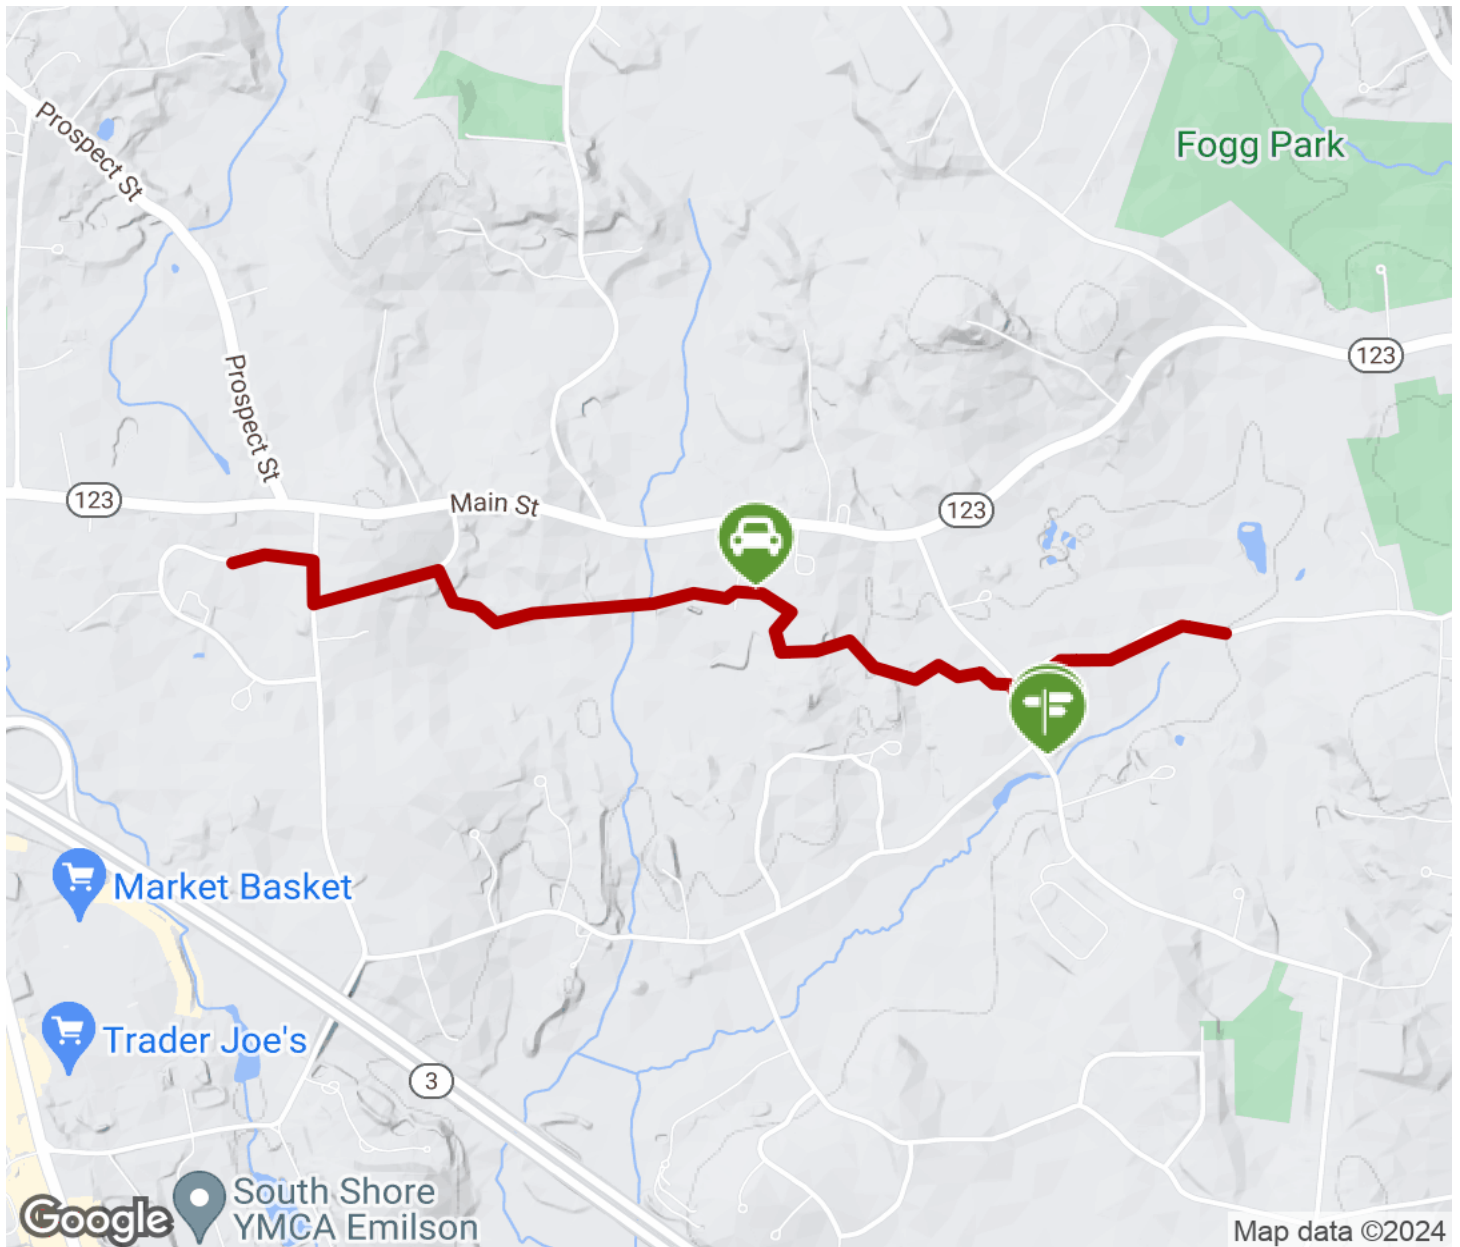 Prospect St
Fogg Park
123
Prospect St
123
Main St
123
Market Basket
Trader Joe's
3
South Shore
YMCA Emilson
Google
Map data ©2024